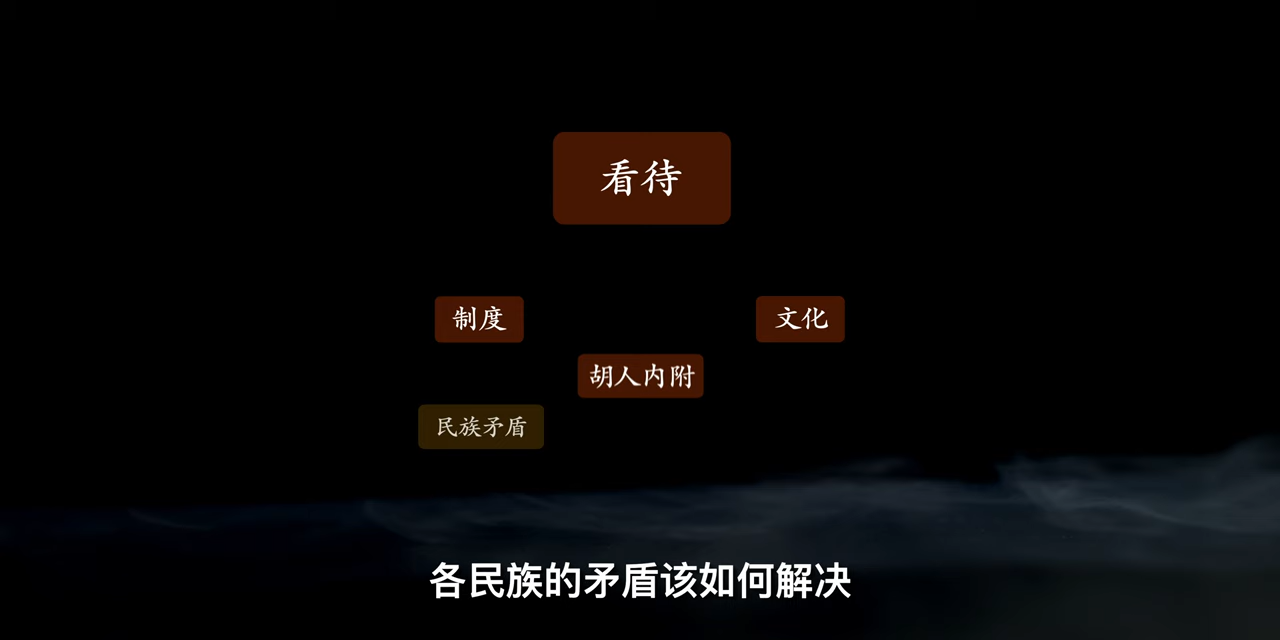 看待
制度
文化
胡人内附
民族矛盾
各民族的矛盾该如何解决